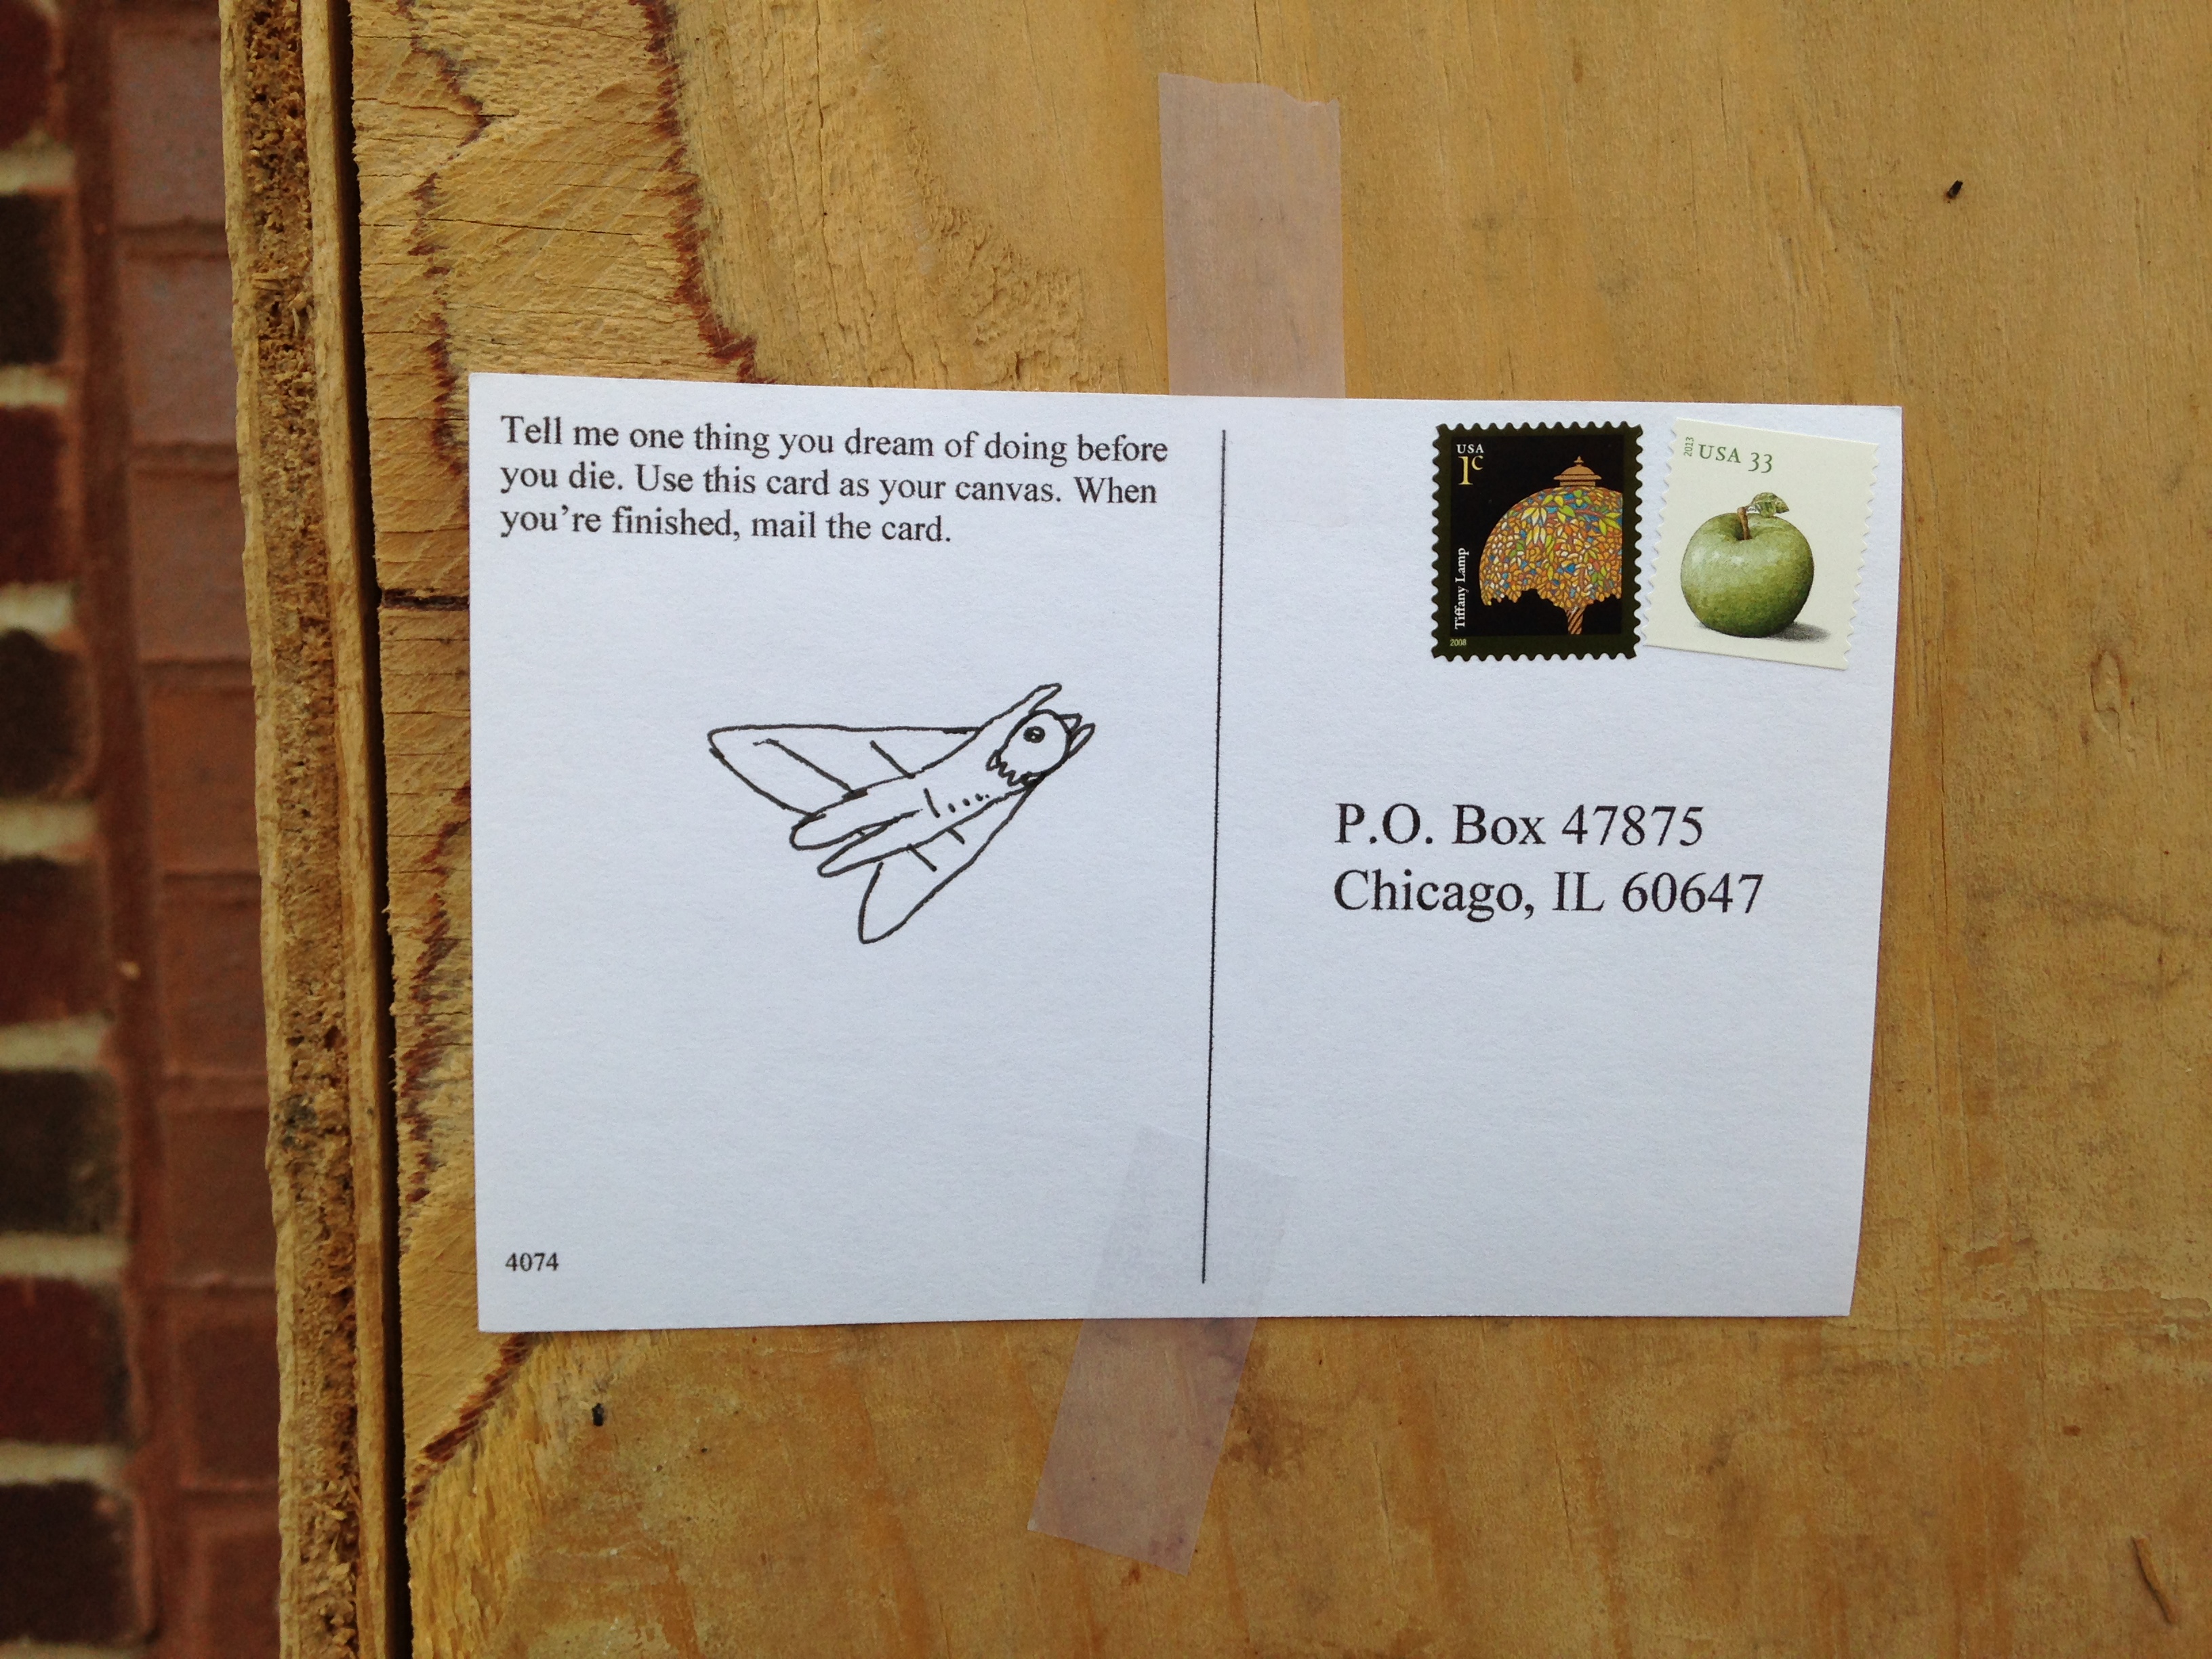 Tell me one thing you dream of doing before
you die. Use this card as your canvas. When
you're finished, mail the card.
4074
USA
1c
Tiffany Lamp
2008
2013
USA 33
P.O. Box 47875
Chicago, IL 60647